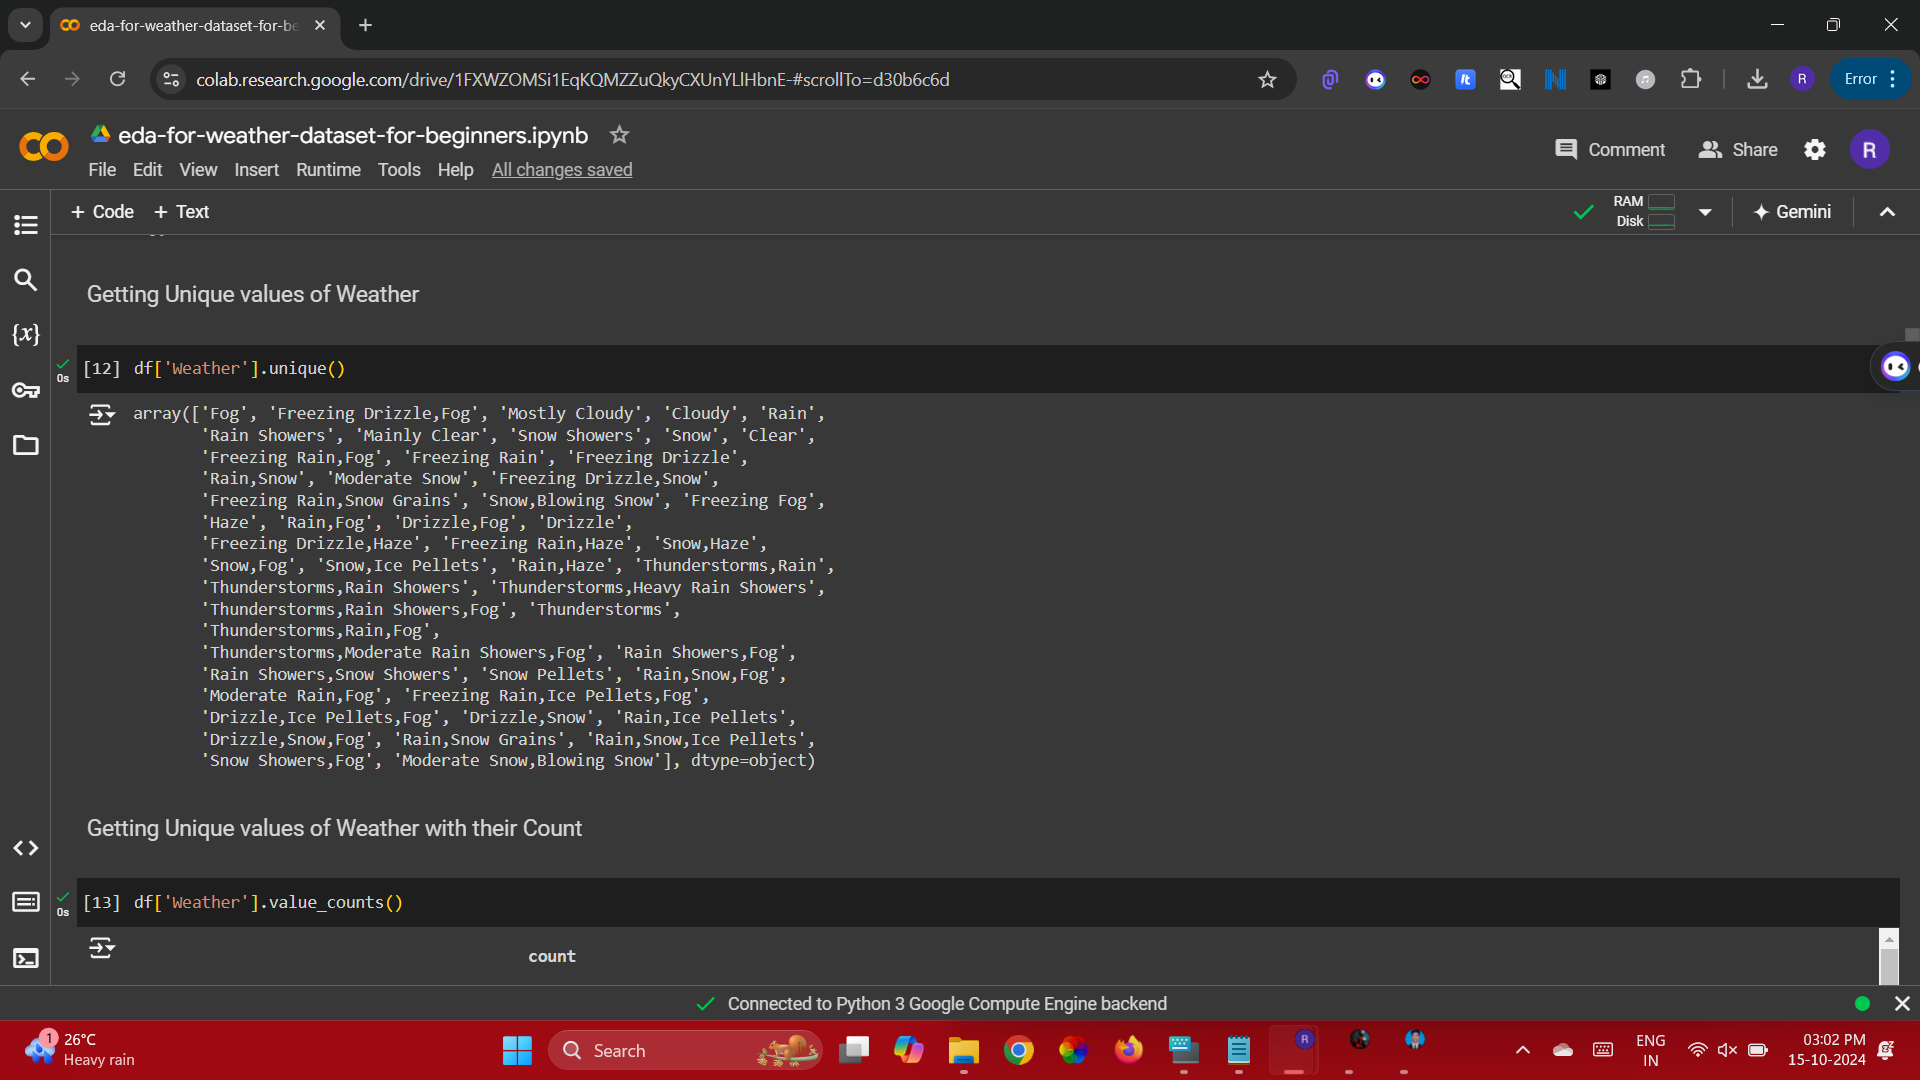 eda-for-weather-dataset-for-be
colab.research.google.com/drive/1FXWZOMSi1EqKQMZZuQkyCXUnYLlHbnE-#scrollTo=d30b6c6d
R
Error
eda-for-weather-dataset-for-beginners.ipynb
File Edit View Insert Runtime Tools Help All changes saved
Comment Share R
+ Code + Text
RAM
Disk
Gemini
Getting Unique values of Weather
0s
[12] df['Weather'].unique()
array(['Fog', 'Freezing Drizzle,Fog', 'Mostly Cloudy', 'Cloudy', 'Rain',
'Rain Showers', 'Mainly Clear', 'Snow Showers', 'Snow', 'Clear',
'Freezing Rain,Fog', 'Freezing Rain', 'Freezing Drizzle',
'Rain,Snow', 'Moderate Snow', 'Freezing Drizzle,Snow',
'Freezing Rain,Snow Grains', 'Snow,Blowing Snow', 'Freezing Fog',
'Haze', 'Rain,Fog', 'Drizzle,Fog', 'Drizzle',
'Freezing Drizzle,Haze', 'Freezing Rain,Haze', 'Snow,Haze',
'Snow,Fog', 'Snow,Ice Pellets', 'Rain,Haze', 'Thunderstorms,Rain',
'Thunderstorms,Rain Showers', 'Thunderstorms,Heavy Rain Showers',
'Thunderstorms,Rain Showers,Fog', 'Thunderstorms',
'Thunderstorms,Rain,Fog',
'Thunderstorms,Moderate Rain Showers,Fog', 'Rain Showers,Fog',
'Rain Showers,Snow Showers', 'Snow Pellets', 'Rain,Snow,Fog',
'Moderate Rain,Fog', 'Freezing Rain,Ice Pellets,Fog',
'Drizzle,Ice Pellets,Fog', 'Drizzle,Snow', 'Rain,Ice Pellets',
'Drizzle,Snow,Fog', 'Rain,Snow Grains', 'Rain,Snow,Ice Pellets',
'Snow Showers,Fog', 'Moderate Snow,Blowing Snow'], dtype=object)
Getting Unique values of Weather with their Count
0s
[13] df['Weather'].value_counts()
count
Connected to Python 3 Google Compute Engine backend
1
26°C
Heavy rain
Search
R
ENG
IN
03:02 PM
15-10-2024